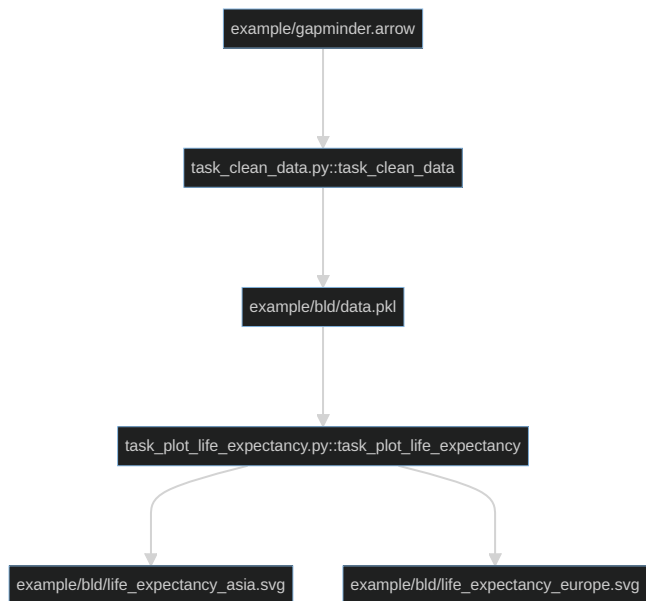 example/gapminder.arrow
task_clean_data.py::task_clean_data
example/bld/data.pkl
task_plot_life_expectancy.py::task_plot_life_expectancy
example/bld/life_expectancy_asia.svg
example/bld/life_expectancy_europe.svg